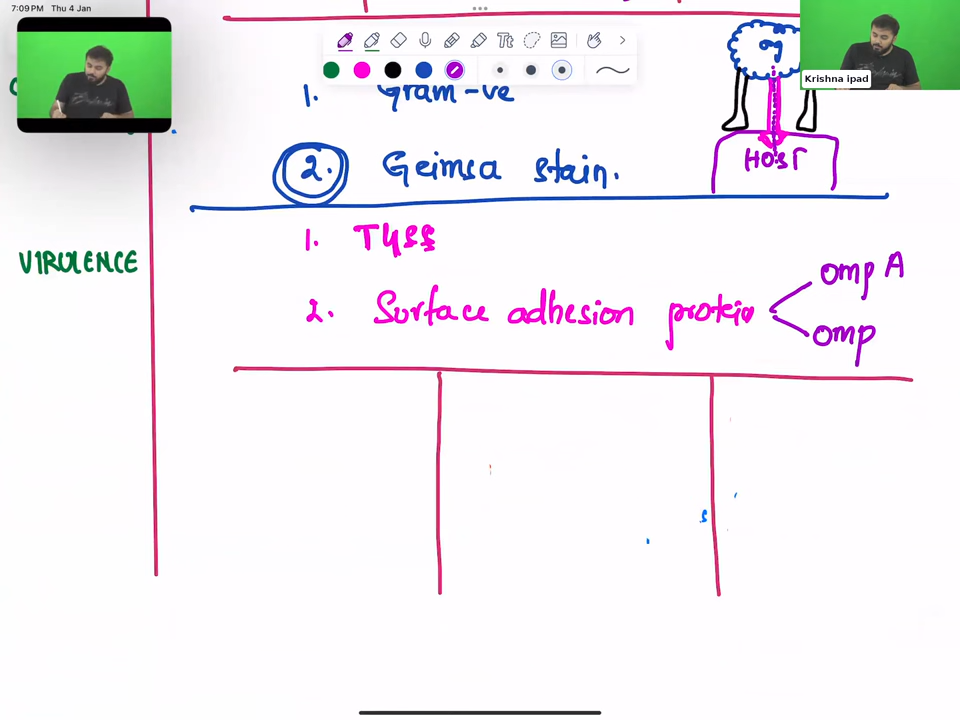 7:09 PM Thu 4 Jan
Krishna ipad
1. Gram -ve
2. Geimsa stain.
HOST
VIRULENCE
1. T4SS
2. Surface adhesion protein
omp A
omp